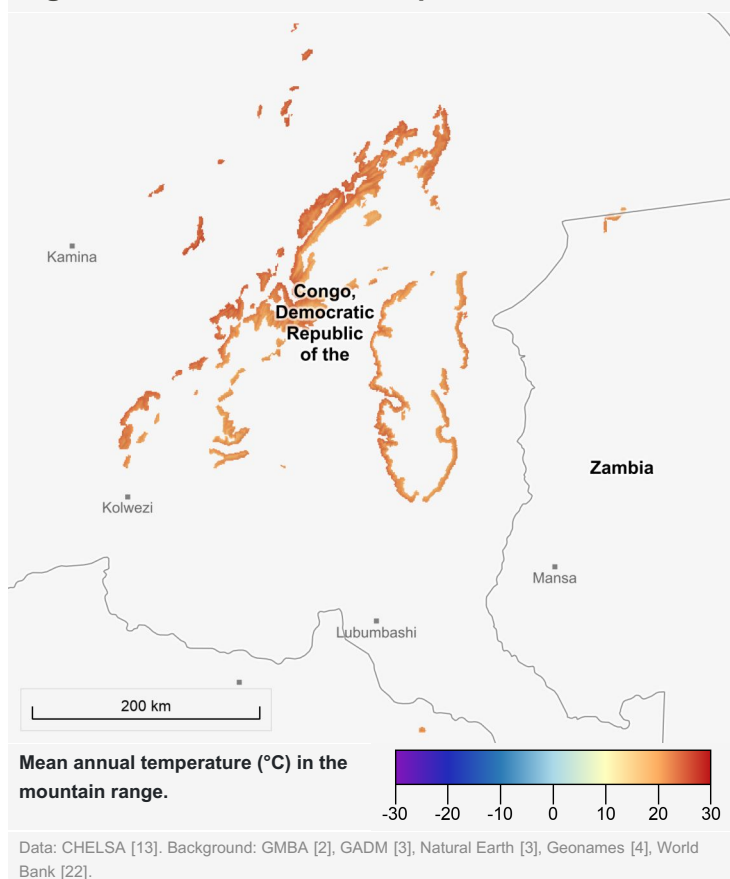 Kamina
Congo,
Democratic
Republic
of the
Zambia
Kolwezi
Mansa
Lubumbashi
200 km
Mean annual temperature (°C) in the
mountain range.
-30 -20 -10 0 10 20 30
Data: CHELSA [13]. Background: GMBA [2], GADM [3], Natural Earth [3], Geonames [4], World
Bank [22].